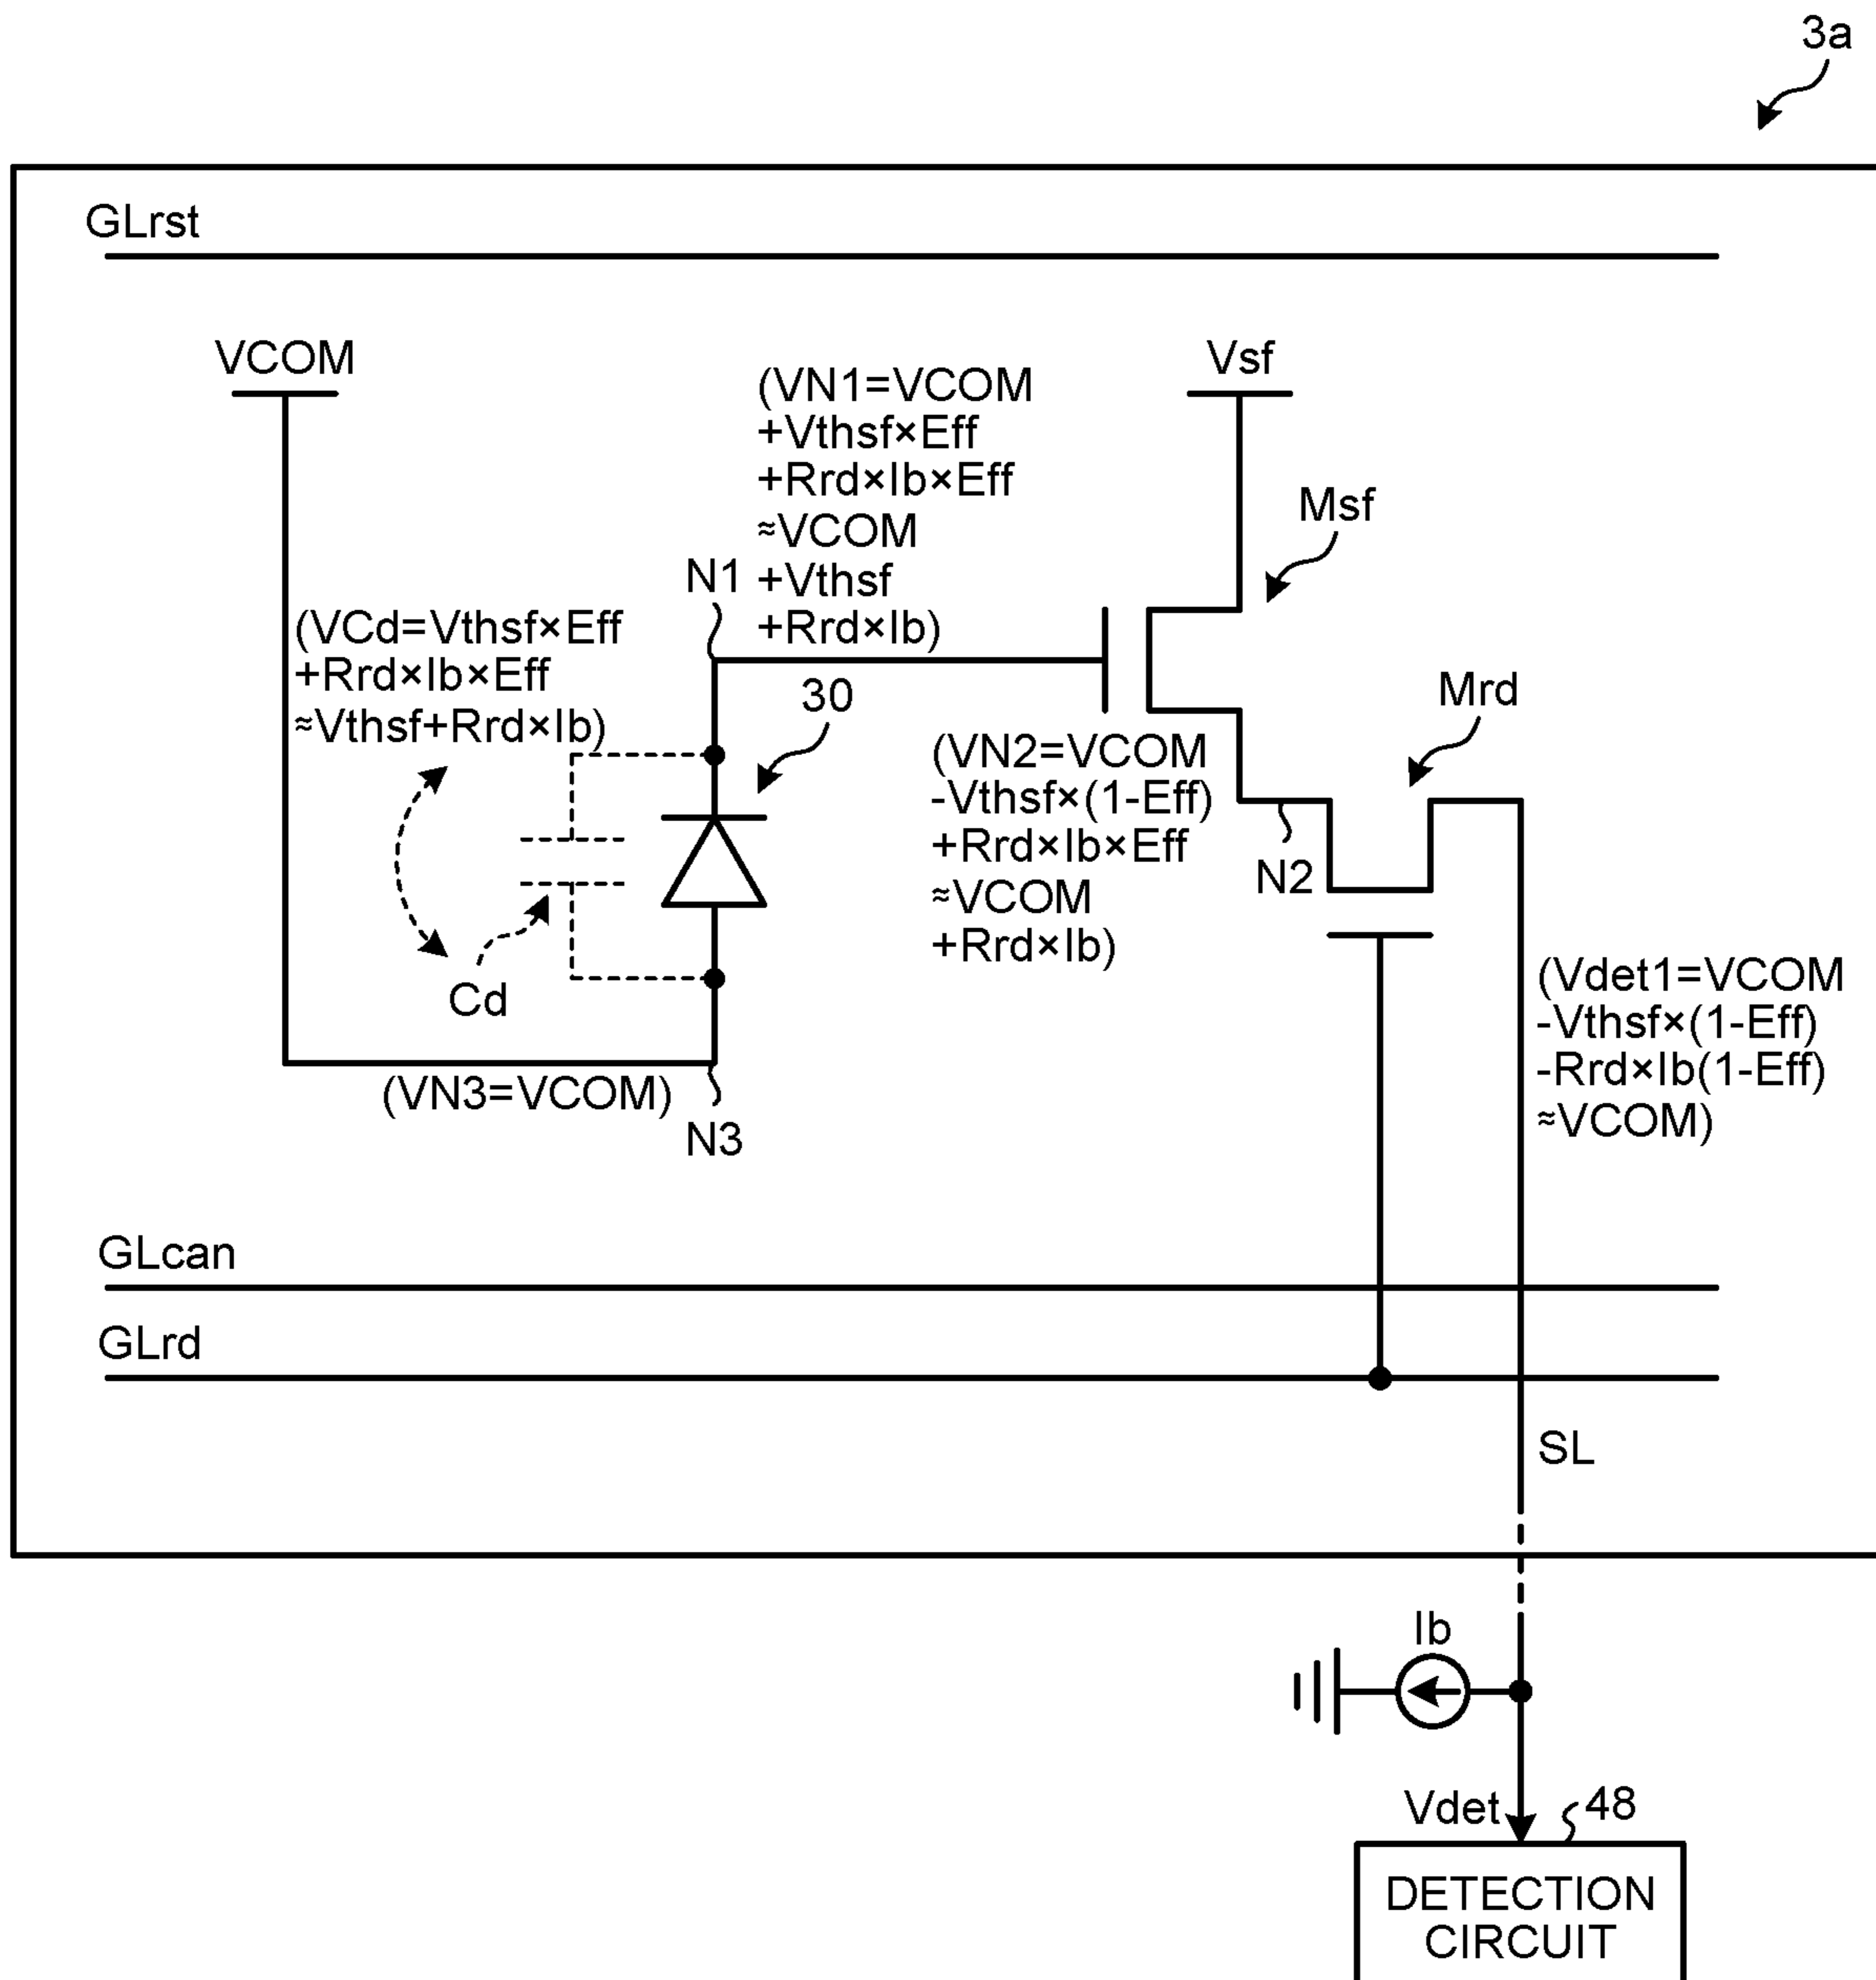 3a
GLrst
VCOM
(VN1=VCOM
+Vthsf×Eff
+Rrd×Ib×Eff
≈VCOM
+Vthsf
+Rrd×Ib)
Vsf
Msf
N1
(VCd=Vthsf×Eff
+Rrd×Ib×Eff
≈Vthsf+Rrd×Ib)
30
Mrd
(VN2=VCOM
-Vthsf×(1-Eff)
+Rrd×Ib×Eff
≈VCOM
+Rrd×Ib)
N2
Cd
(Vdet1=VCOM
-Vthsf×(1-Eff)
-Rrd×Ib(1-Eff)
≈VCOM)
(VN3=VCOM)
N3
GLcan
GLrd
SL
Ib
Vdet
48
DETECTION
CIRCUIT